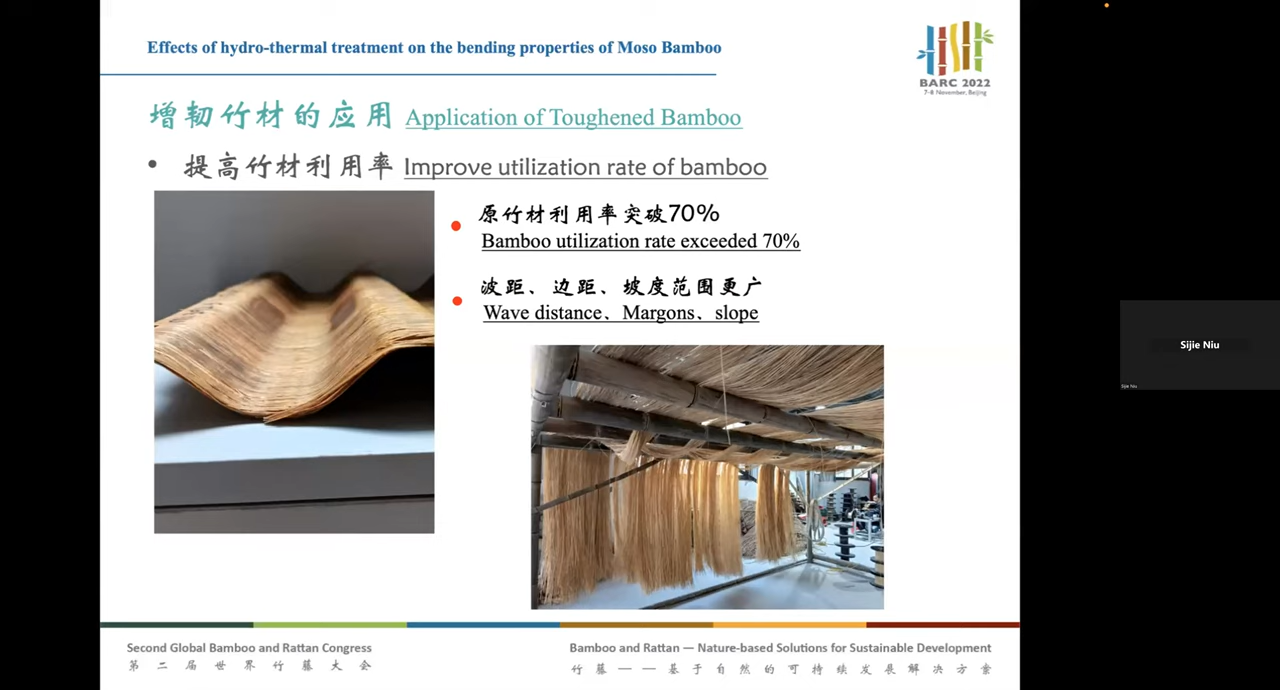 Effects of hydro-thermal treatment on the bending properties of Moso Bamboo
BARC 2022
7-8 November, Beijing
增韧竹材的应用 Application of Toughened Bamboo
• 提高竹材利用率 Improve utilization rate of bamboo
原竹材利用率突破70%
Bamboo utilization rate exceeded 70%
波距、边距、坡度范围更广
Wave distance、Margons、slope
Sijie Niu
Sijie Niu
Second Global Bamboo and Rattan Congress
第二届世界竹藤大会
Bamboo and Rattan — Nature-based Solutions for Sustainable Development
竹藤——基于自然的可持续发展解决方案